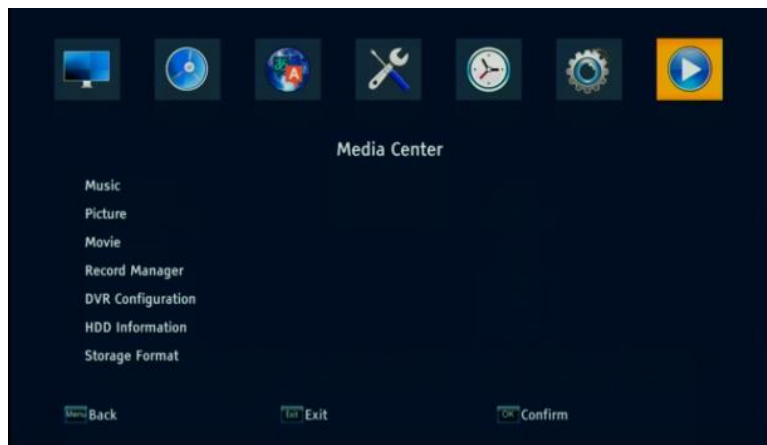 Media Center
Music
Picture
Movie
Record Manager
DVR Configuration
HDD Information
Storage Format
Menu Back Exit Exit OK Confirm